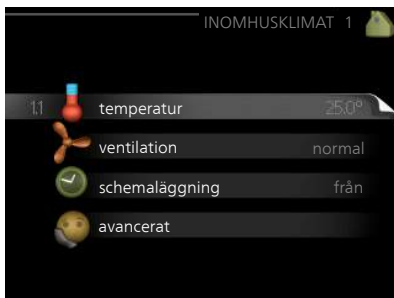 INOMHUSKLIMAT 1
1.1 temperatur 25.0°
ventilation normal
schemaläggning från
avancerat